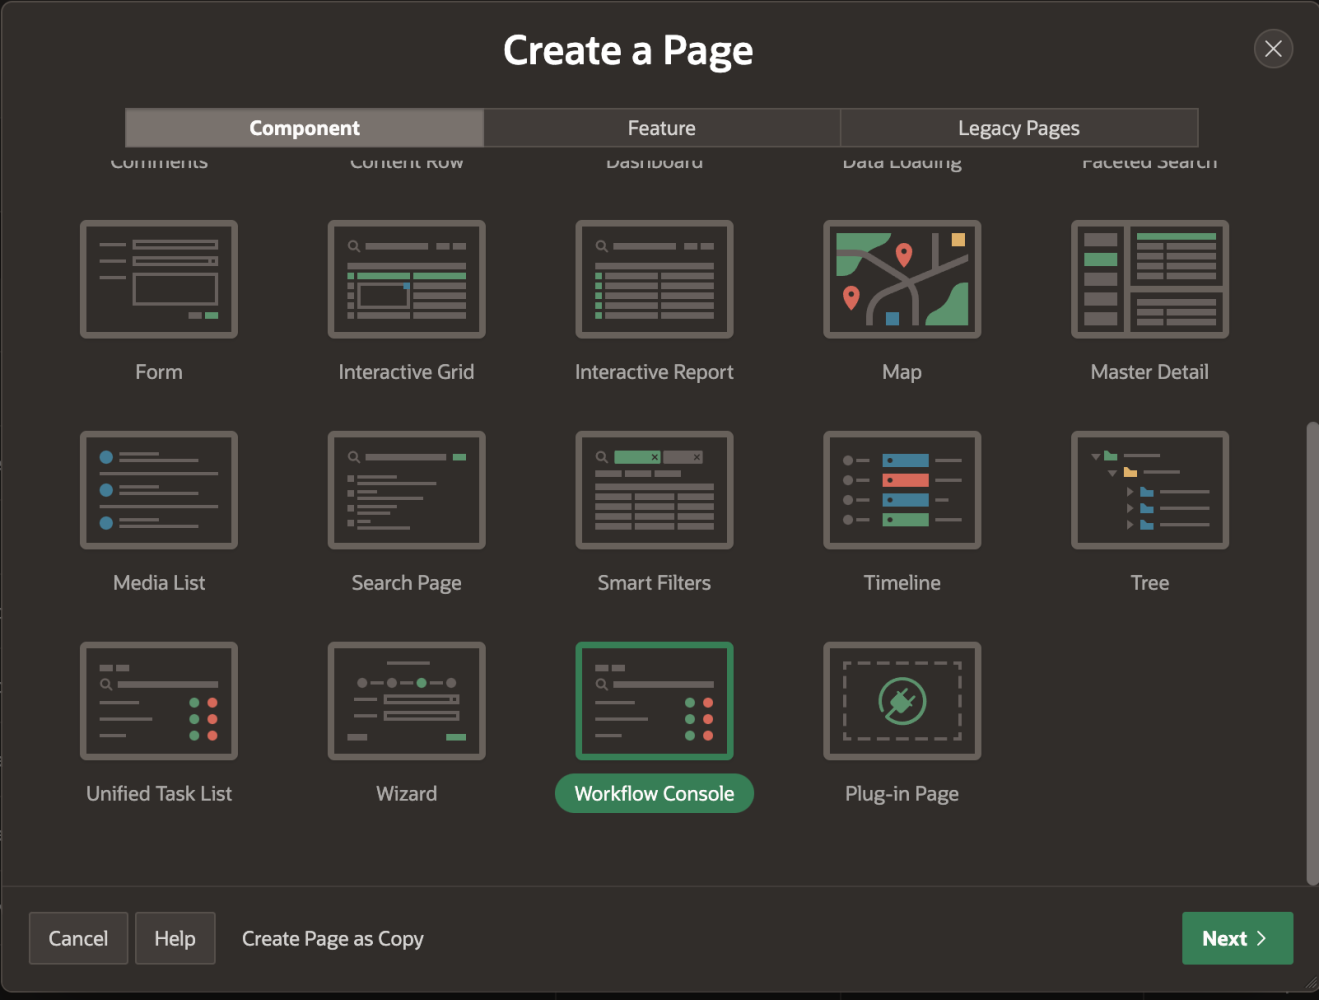 Create a Page
Component
Feature
Legacy Pages
Comments
Content Row
Dashboard
Data Loading
Faceted Search
Form
Interactive Grid
Interactive Report
Map
Master Detail
Media List
Search Page
Smart Filters
Timeline
Tree
Unified Task List
Wizard
Workflow Console
Plug-in Page
Cancel
Help
Create Page as Copy
Next